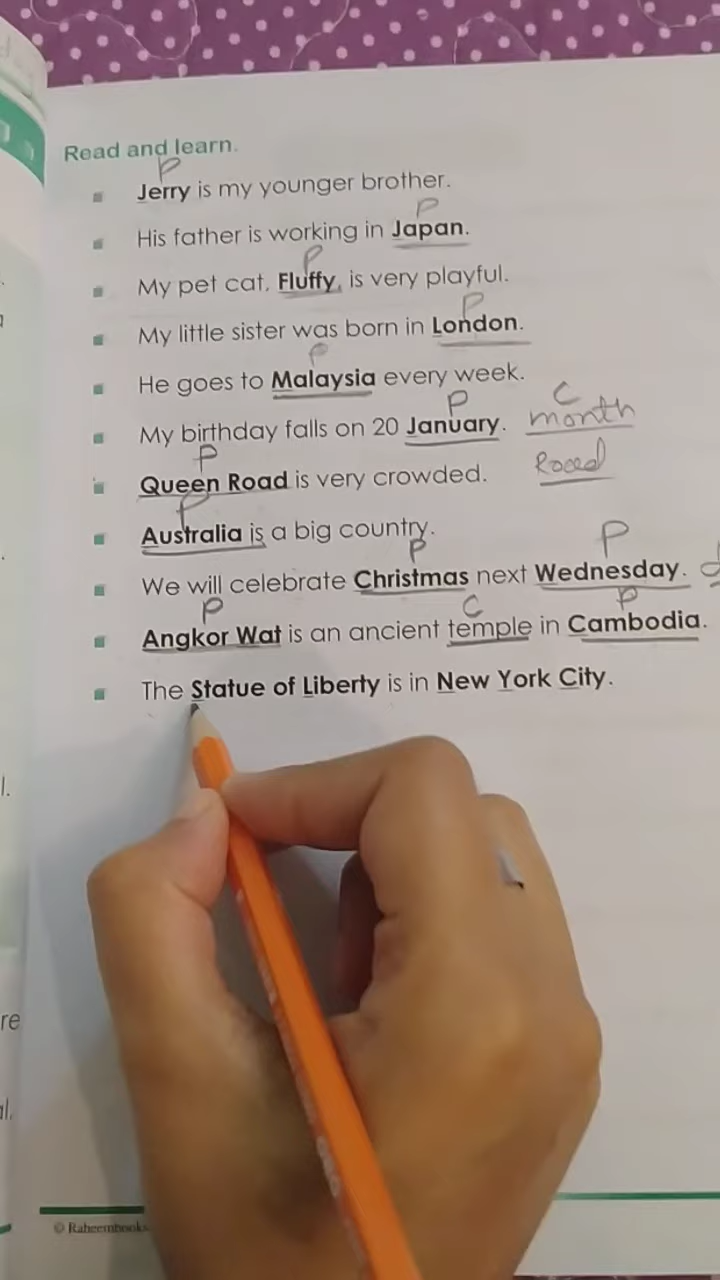 Read and learn.
P
Jerry is my younger brother.
P
His father is working in Japan.
P
My pet cat, Fluffy, is very playful.
P
My little sister was born in London.
P
He goes to Malaysia every week.
P C
My birthday falls on 20 January. month
P
Queen Road is very crowded. Road
P
Australia is a big country.
P P
We will celebrate Christmas next Wednesday.
P C P
Angkor Wat is an ancient temple in Cambodia.
The Statue of Liberty is in New York City.
l.
re
al.
© Raheembooks